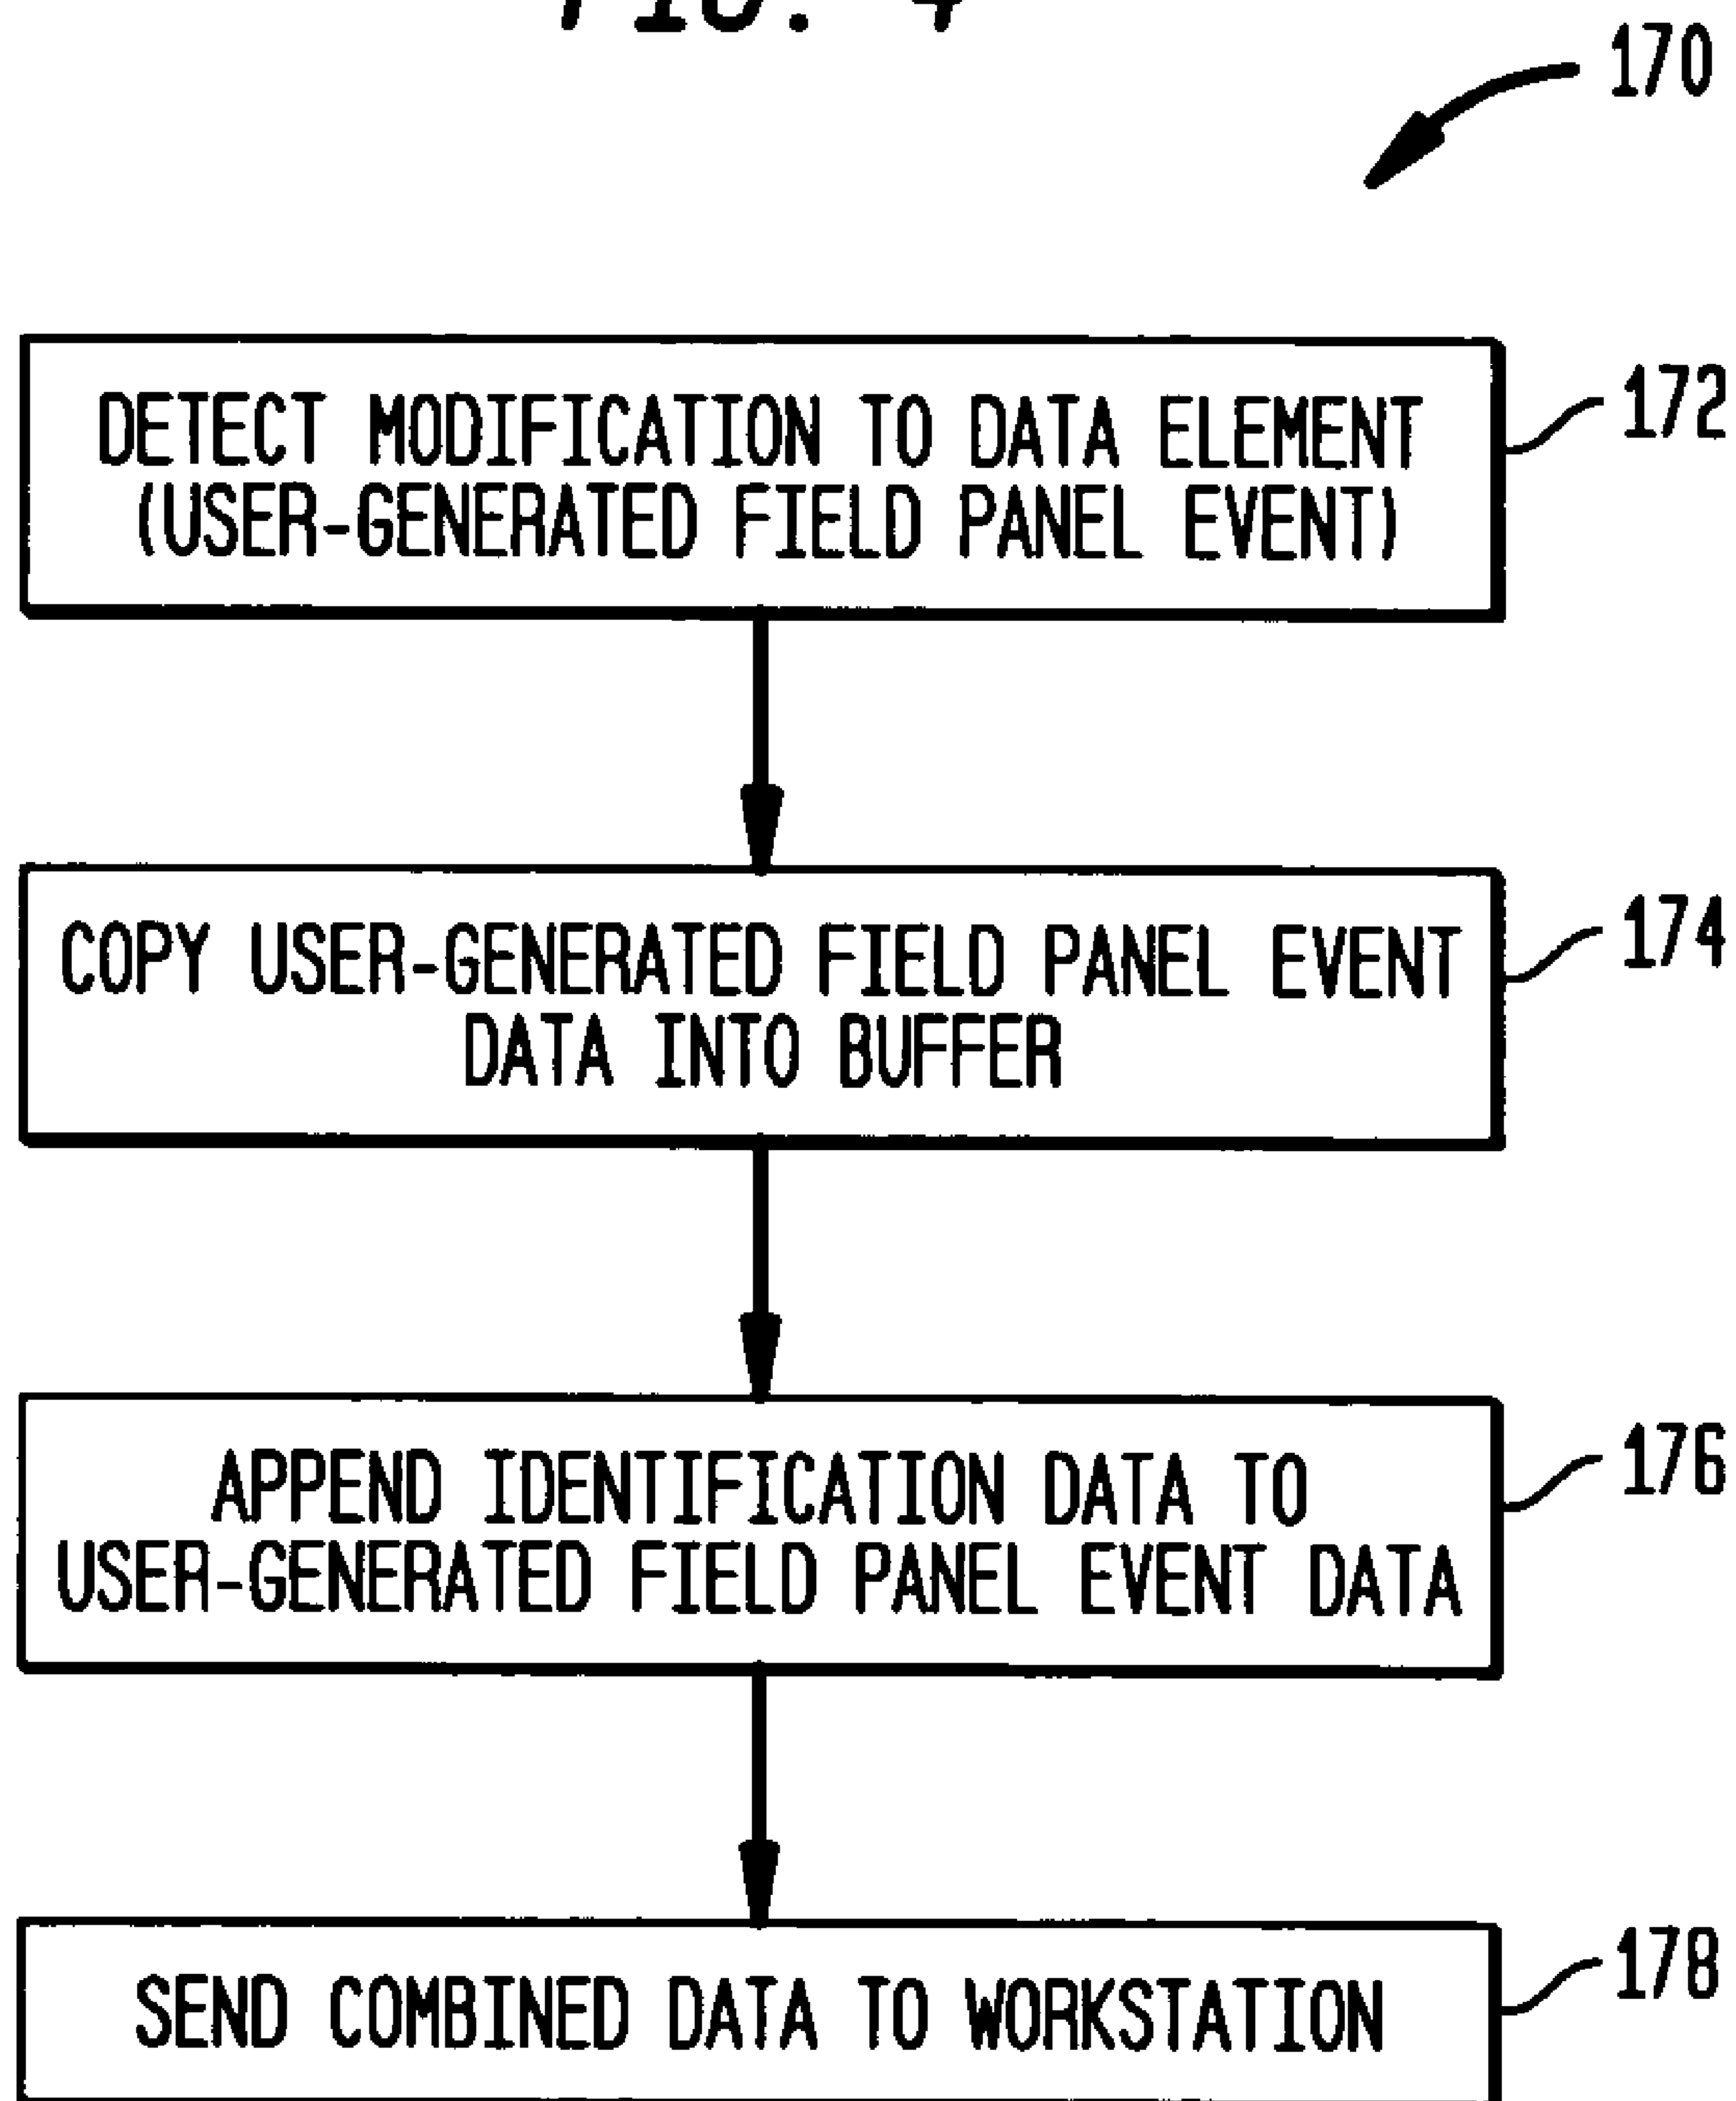 FIG. 4
170
DETECT MODIFICATION TO DATA ELEMENT
(USER-GENERATED FIELD PANEL EVENT)
172
COPY USER-GENERATED FIELD PANEL EVENT
DATA INTO BUFFER
174
APPEND IDENTIFICATION DATA TO
USER-GENERATED FIELD PANEL EVENT DATA
176
SEND COMBINED DATA TO WORKSTATION
178